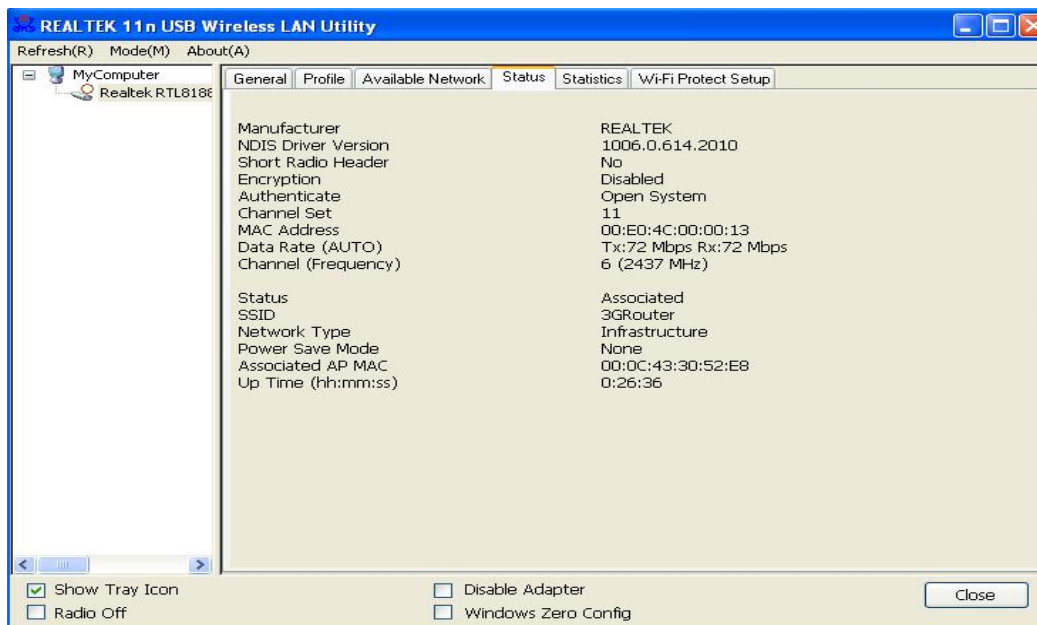 REALTEK 11n USB Wireless LAN Utility
Refresh(R) Mode(M) About(A)
MyComputer
Realtek RTL8188
General Profile Available Network Status Statistics Wi-Fi Protect Setup
Manufacturer REALTEK
NDIS Driver Version 1006.0.614.2010
Short Radio Header No
Encryption Disabled
Authenticate Open System
Channel Set 11
MAC Address 00:E0:4C:00:00:13
Data Rate (AUTO) Tx:72 Mbps Rx:72 Mbps
Channel (Frequency) 6 (2437 MHz)
Status Associated
SSID 3GRouter
Network Type Infrastructure
Power Save Mode None
Associated AP MAC 00:0C:43:30:52:E8
Up Time (hh:mm:ss) 0:26:36
Show Tray Icon Disable Adapter Close
Radio Off Windows Zero Config